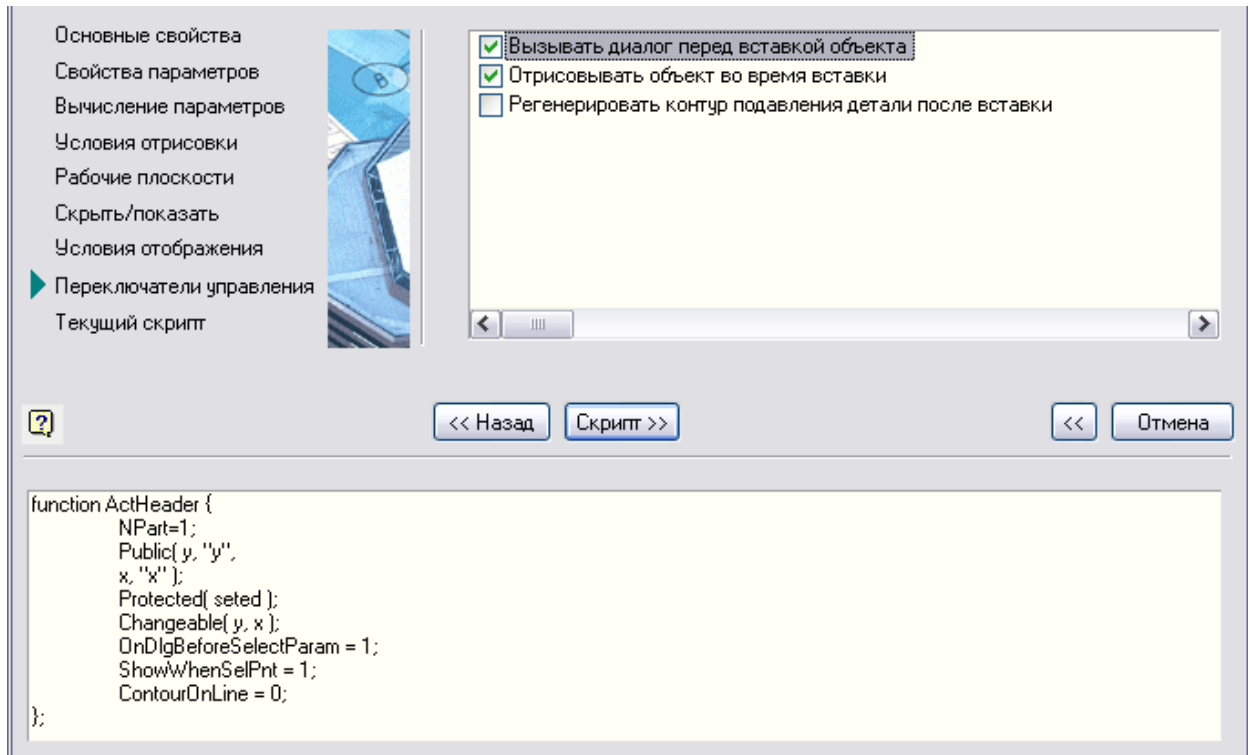 Основные свойства
Свойства параметров
Вычисление параметров
Условия отрисовки
Рабочие плоскости
Скрыть/показать
Условия отображения
Переключатели управления
Текущий скрипт
B
Вызывать диалог перед вставкой объекта
Отрисовывать объект во время вставки
Регенерировать контур подавления детали после вставки
?
<< Назад
Скрипт >>
<<
Отмена
function ActHeader {
NPart=1;
Public( y, "y",
x, "x" );
Protected( seted );
Changeable( y, x );
OnDlgBeforeSelectParam = 1;
ShowWhenSelPnt = 1;
ContourOnLine = 0;
};